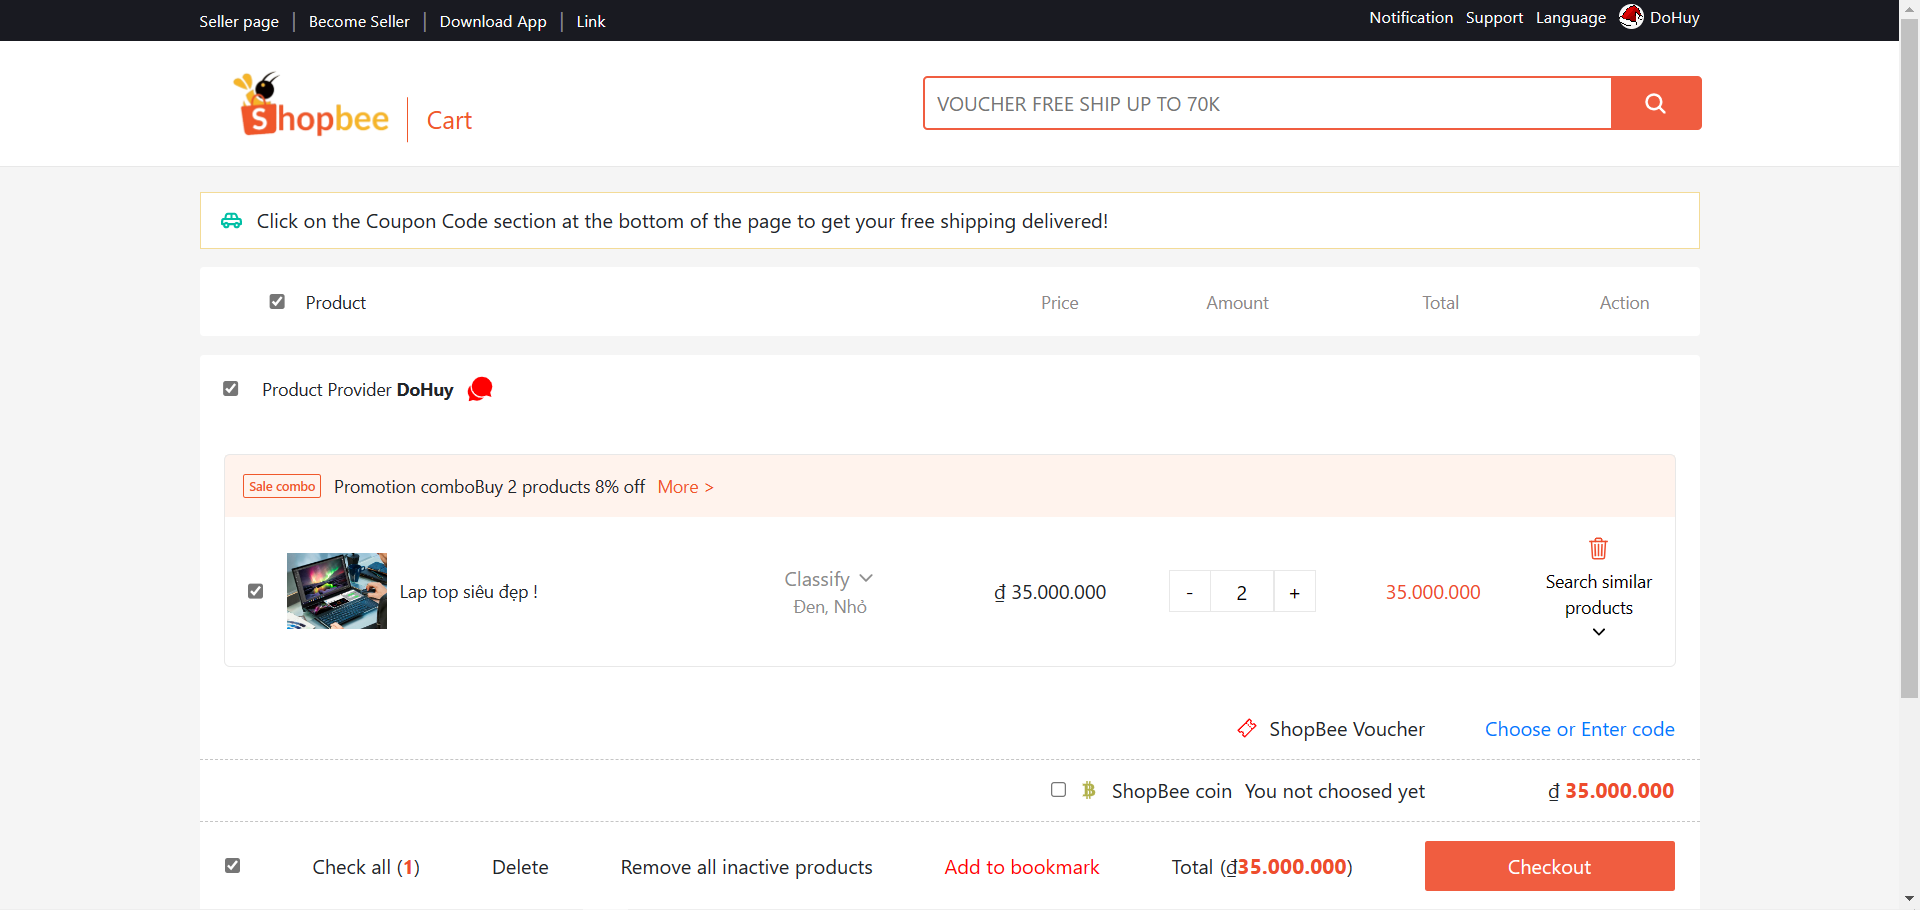 Seller page | Become Seller | Download App | Link
Notification Support Language DoHuy
Shopbee | Cart
VOUCHER FREE SHIP UP TO 70K
Click on the Coupon Code section at the bottom of the page to get your free shipping delivered!
Product Price Amount Total Action
Product Provider DoHuy
Sale combo Promotion comboBuy 2 products 8% off More >
Lap top siêu đẹp !
Classify
Đen, Nhỏ
₫ 35.000.000
- 2 +
35.000.000
Search similar
products
ShopBee Voucher Choose or Enter code
ShopBee coin You not choosed yet ₫ 35.000.000
Check all (1) Delete Remove all inactive products Add to bookmark Total (₫35.000.000) Checkout